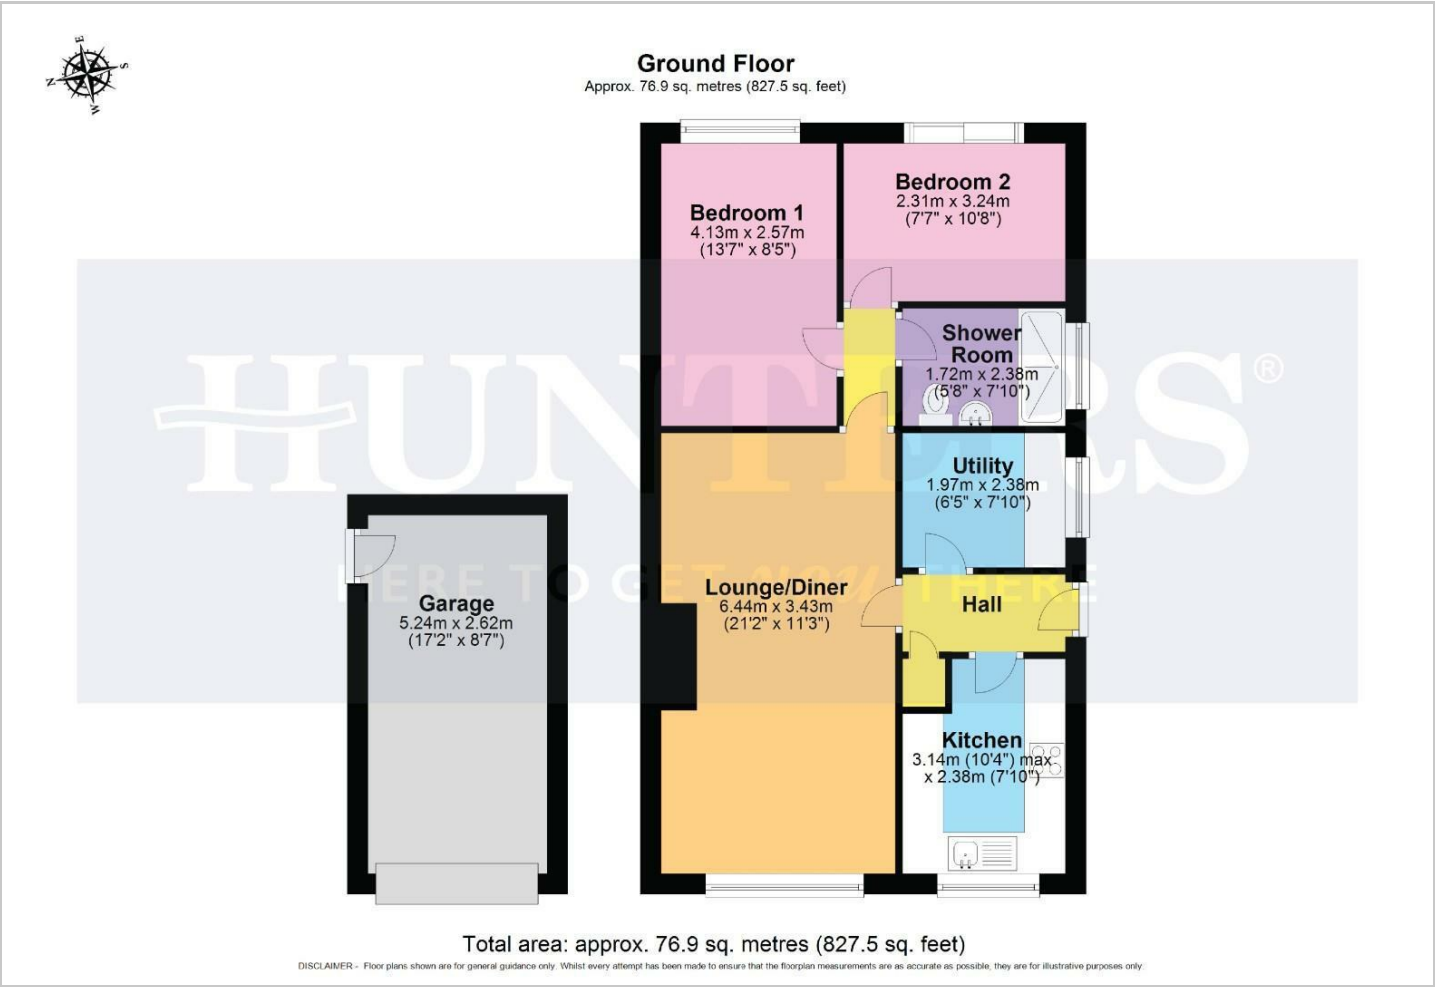 E
S
N
W
Ground Floor
Approx. 76.9 sq. metres (827.5 sq. feet)
Bedroom 1
4.13m x 2.57m
(13'7" x 8'5")
Bedroom 2
2.31m x 3.24m
(7'7" x 10'8")
Shower
Room
1.72m x 2.38m
(5'8" x 7'10")
HUNTERS®
HERE TO GET you THERE
Utility
1.97m x 2.38m
(6'5" x 7'10")
Lounge/Diner
6.44m x 3.43m
(21'2" x 11'3")
Hall
Garage
5.24m x 2.62m
(17'2" x 8'7")
Kitchen
3.14m (10'4") max
x 2.38m (7'10")
Total area: approx. 76.9 sq. metres (827.5 sq. feet)
DISCLAIMER - Floor plans shown are for general guidance only. Whilst every attempt has been made to ensure that the floorplan measurements are as accurate as possible, they are for illustrative purposes only